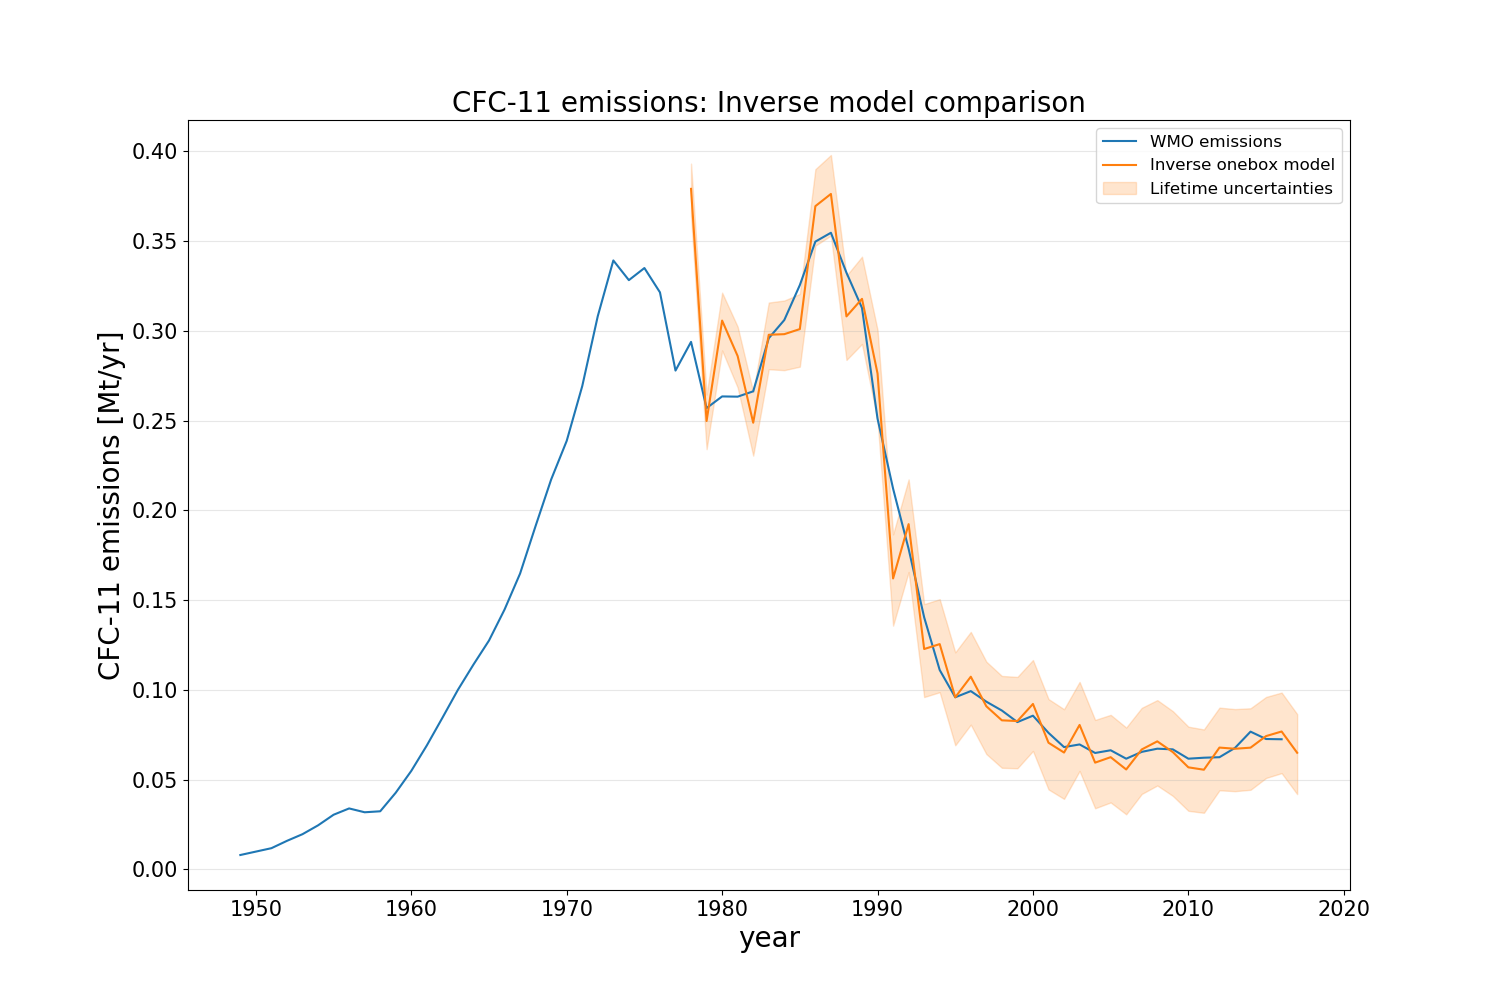 CFC-11 emissions: Inverse model comparison
WMO emissions
Inverse onebox model
Lifetime uncertainties
CFC-11 emissions [Mt/yr]
0.40
0.35
0.30
0.25
0.20
0.15
0.10
0.05
0.00
1950 1960 1970 1980 1990 2000 2010 2020
year